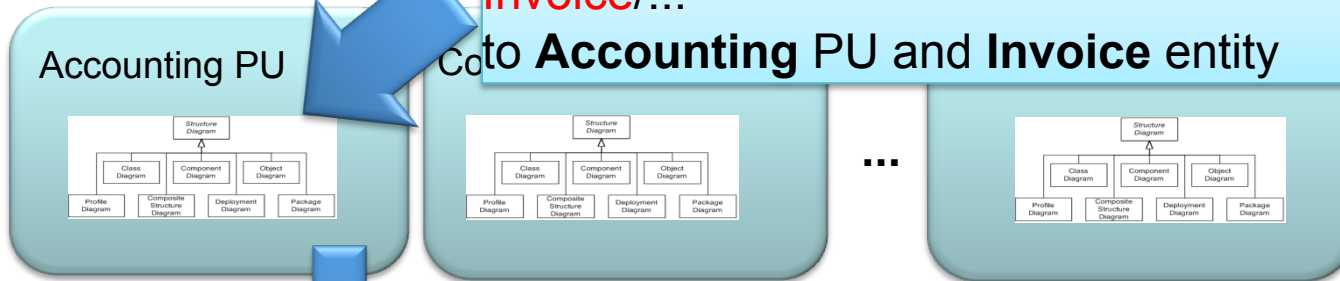 Invoice/...
to Accounting PU and Invoice entity
Accounting PU
Co
...
Structure
Diagram
Class
Diagram
Component
Diagram
Object
Diagram
Profile
Diagram
Composite
Structure
Diagram
Deployment
Diagram
Package
Diagram
Structure
Diagram
Class
Diagram
Component
Diagram
Object
Diagram
Profile
Diagram
Composite
Structure
Diagram
Deployment
Diagram
Package
Diagram
Structure
Diagram
Class
Diagram
Component
Diagram
Object
Diagram
Profile
Diagram
Composite
Structure
Diagram
Deployment
Diagram
Package
Diagram